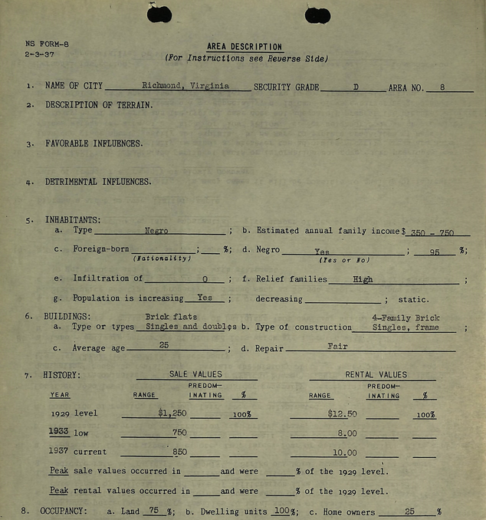 NS FORM-8
2-3-37
AREA DESCRIPTION
(For Instructions see Reverse Side)
1. NAME OF CITY Richmond, Virginia SECURITY GRADE D AREA NO. 8
2. DESCRIPTION OF TERRAIN.
3. FAVORABLE INFLUENCES.
4. DETRIMENTAL INFLUENCES.
5. INHABITANTS:
a. Type Negro ; b. Estimated annual family income $ 350 - 750
c. Foreign-born ; %; d. Negro Yes ; 95 %;
(Nationality) (Yes or No)
e. Infiltration of 0 ; f. Relief families High
g. Population is increasing Yes ; decreasing ; static.
6. BUILDINGS: Brick flats 4-Family Brick
a. Type or types Singles and doubles b. Type of construction Singles, frame ;
c. Average age 25 ; d. Repair Fair
7. HISTORY: SALE VALUES RENTAL VALUES
PREDOM- PREDOM-
YEAR RANGE INATING % RANGE INATING %
1929 level $1,250 100% $12.50 100%
1933 low 750 8.00
1937 current 850 10.00
Peak sale values occurred in and were % of the 1929 level.
Peak rental values occurred in and were % of the 1929 level.
8. OCCUPANCY: a. Land 75 %; b. Dwelling units 100%; c. Home owners 25 %